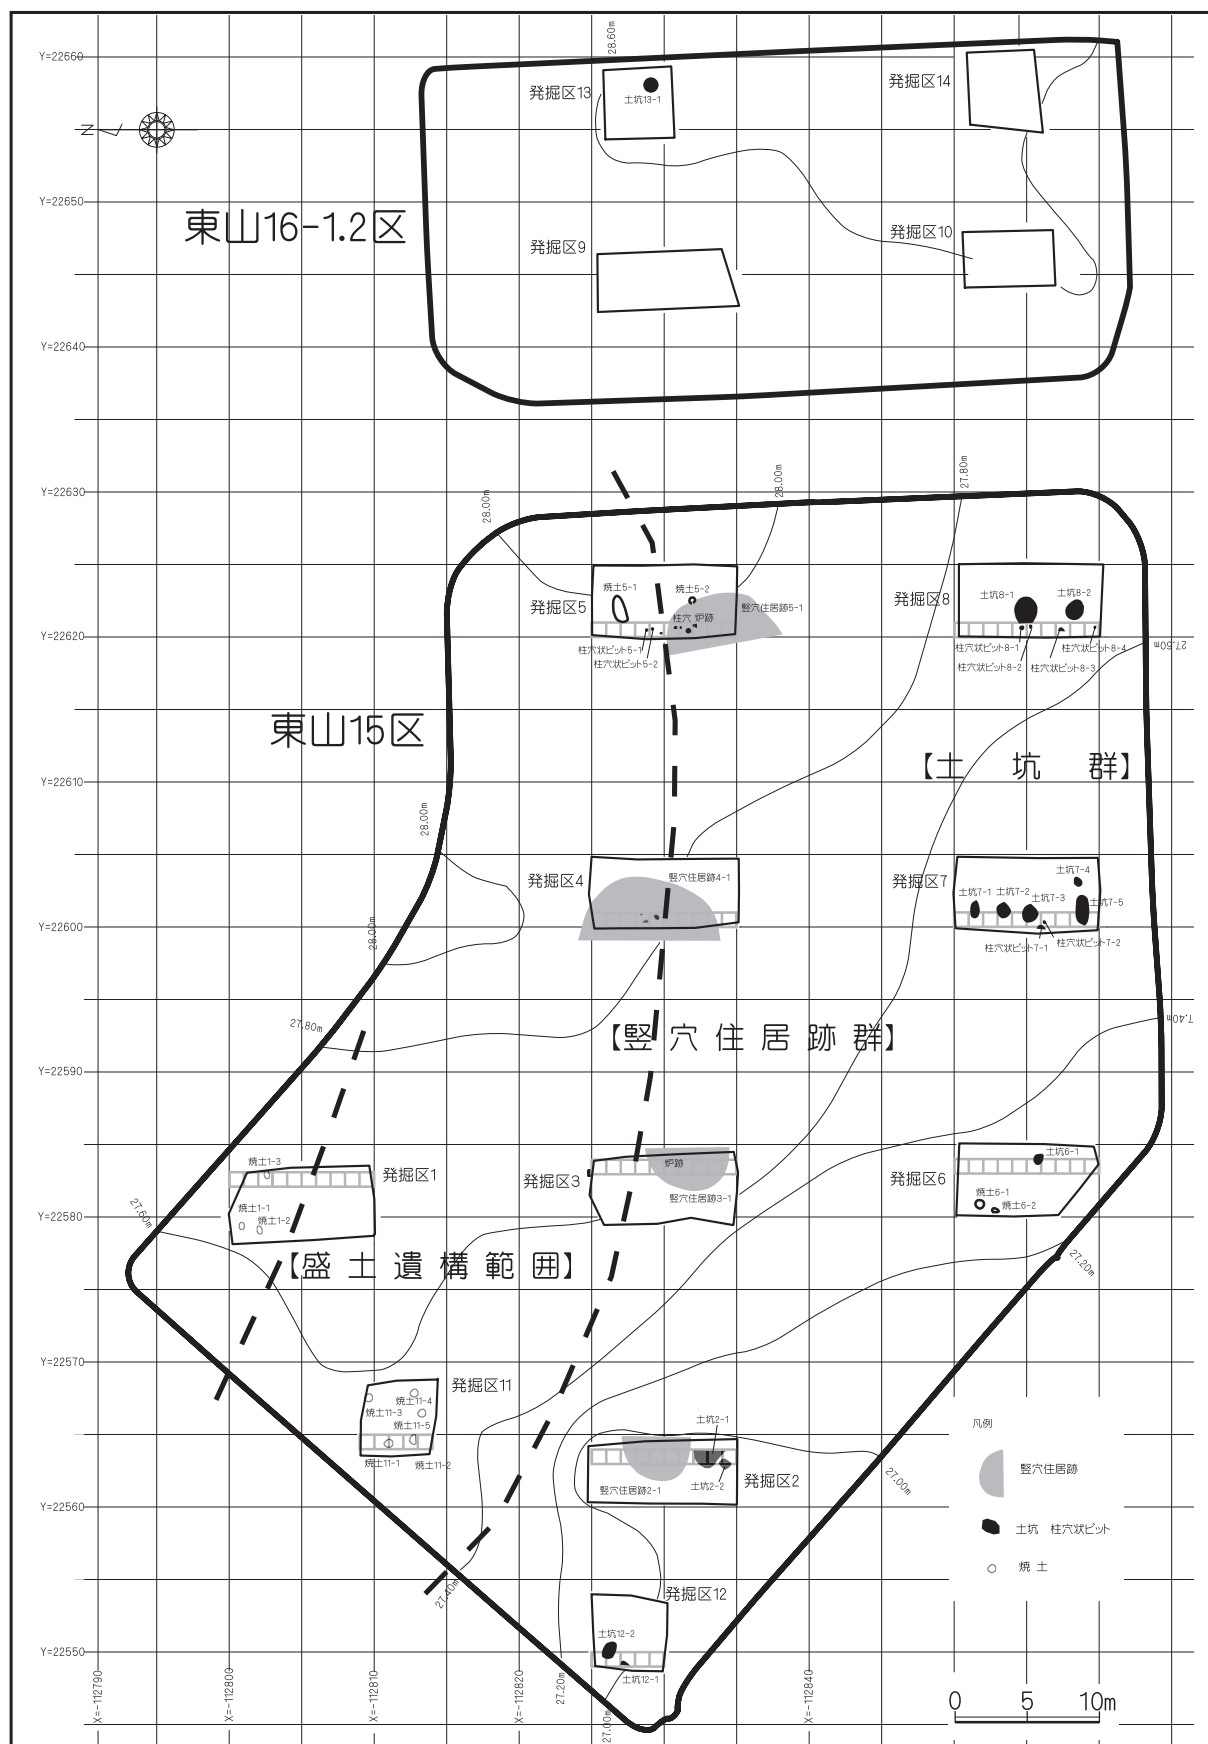 28.60m
Y=22660
発掘区13
土坑13-1
発掘区14
N
Y=22650
東山16-1.2区
発掘区9
発掘区10
Y=22640
28.00m
28.00m
27.80m
Y=22630
発掘区5
焼土5-1
焼土5-2
柱穴 炉跡
竪穴住居跡5-1
発掘区8
土坑8-1
土坑8-2
Y=22620
柱穴状ピット5-1
柱穴状ピット5-2
柱穴状ピット8-1
柱穴状ピット8-4
柱穴状ピット8-2
柱穴状ピット8-3
27.60m
東山15区
【土 坑 群】
Y=22610
28.00m
発掘区4
竪穴住居跡4-1
発掘区7
土坑7-4
土坑7-1
土坑7-2
土坑7-3
土坑7-5
28.00m
Y=22600
柱穴状ピット7-1
柱穴状ピット7-2
27.80m
7.40m
【竪 穴 住 居 跡 群】
Y=22590
焼土1-3
発掘区1
発掘区3
炉跡
竪穴住居跡3-1
発掘区6
土坑6-1
27.60m
焼土1-1
焼土1-2
焼土6-1
焼土6-2
Y=22580
【盛 土 遺 構 範 囲】
27.20m
Y=22570
発掘区11
焼土11-4
焼土11-3
焼土11-5
焼土11-1
焼土11-2
土坑2-1
竪穴住居跡2-1
土坑2-2
発掘区2
27.00m
Y=22560
凡例
竪穴住居跡
土坑 柱穴状ピット
焼 土
27.40m
発掘区12
土坑12-2
土坑12-1
Y=22550
27.20m
27.00m
X=-112790
X=-112800
X=-112810
X=-112820
X=-112840
0 5 10m